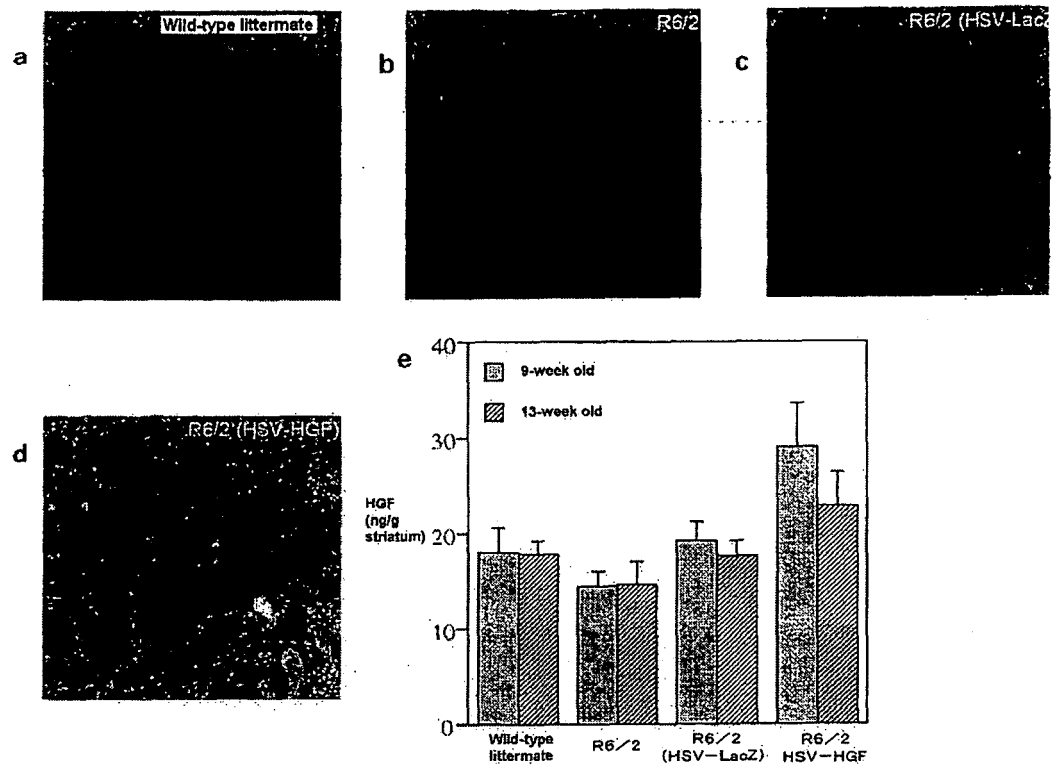 a
Wild-type littermate
b
R6/2
c
R6/2 (HSV-LacZ
d
R6/2 (HSV-HGF)
e
40
30
20
10
0
9-week old
13-week old
HGF
(ng/g
striatum)
Wild-type
littermate
R6/2
R6/2
(HSV-LacZ)
R6/2
HSV-HGF